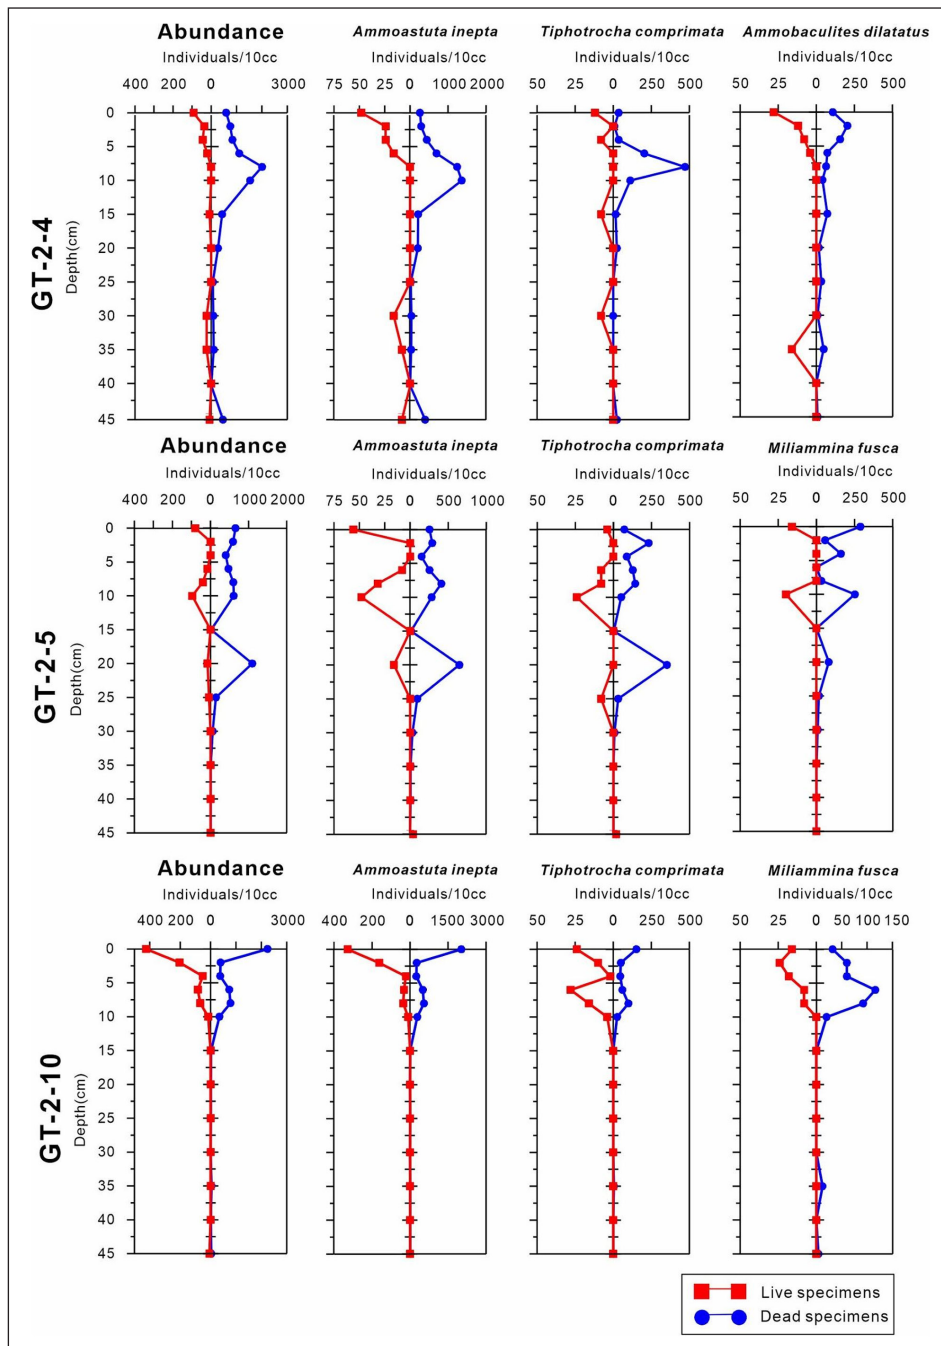 Abundance Ammoastuta inepta Tiphotrocha comprimata Ammobaculites dilatatus
Individuals/10cc Individuals/10cc Individuals/10cc Individuals/10cc
400 200 0 3000 75 50 25 0 1000 2000 50 25 0 250 500 50 25 0 250 500
0
5
10
15
20
25
30
35
40
45
GT-2-4
Depth(cm)
Abundance Ammoastuta inepta Tiphotrocha comprimata Miliammina fusca
Individuals/10cc Individuals/10cc Individuals/10cc Individuals/10cc
400 200 0 1000 2000 75 50 25 0 500 1000 50 25 0 250 500 50 25 0 250 500
0
5
10
15
20
25
30
35
40
45
GT-2-5
Depth(cm)
Abundance Ammoastuta inepta Tiphotrocha comprimata Miliammina fusca
Individuals/10cc Individuals/10cc Individuals/10cc Individuals/10cc
400 200 0 3000 400 200 0 1500 3000 50 25 0 250 500 50 25 0 50 100 150
0
5
10
15
20
25
30
35
40
45
GT-2-10
Depth(cm)
Live specimens
Dead specimens